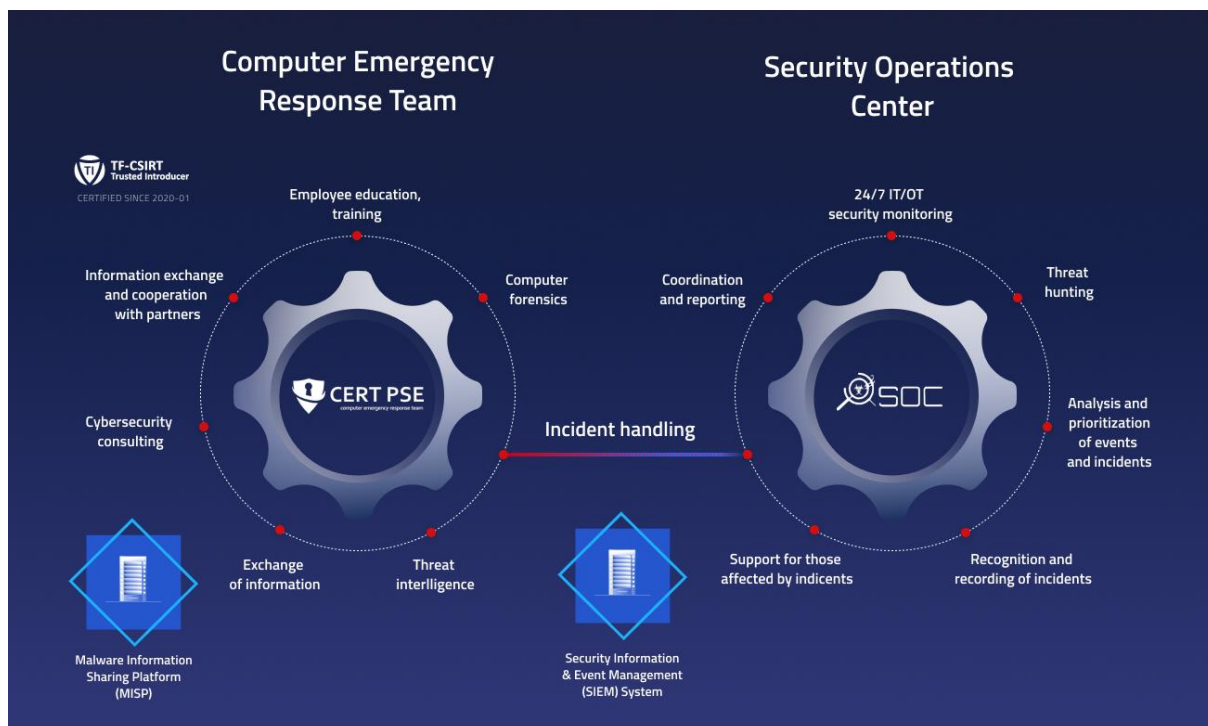 Computer Emergency
Response Team
Security Operations
Center
TI
TF-CSIRT
Trusted Introducer
CERTIFIED SINCE 2020-01
Employee education,
training
Information exchange
and cooperation
with partners
Computer
forensics
CERT PSE
computer emergency response team
Cybersecurity
consulting
Exchange
of information
Threat
interlligence
Incident handling
24/7 IT/OT
security monitoring
Coordination
and reporting
Threat
hunting
SOC
Analysis and
prioritization
of events
and incidents
Support for those
affected by indicents
Recognition and
recording of incidents
Malware Information
Sharing Platform
(MISP)
Security Information
& Event Management
(SIEM) System